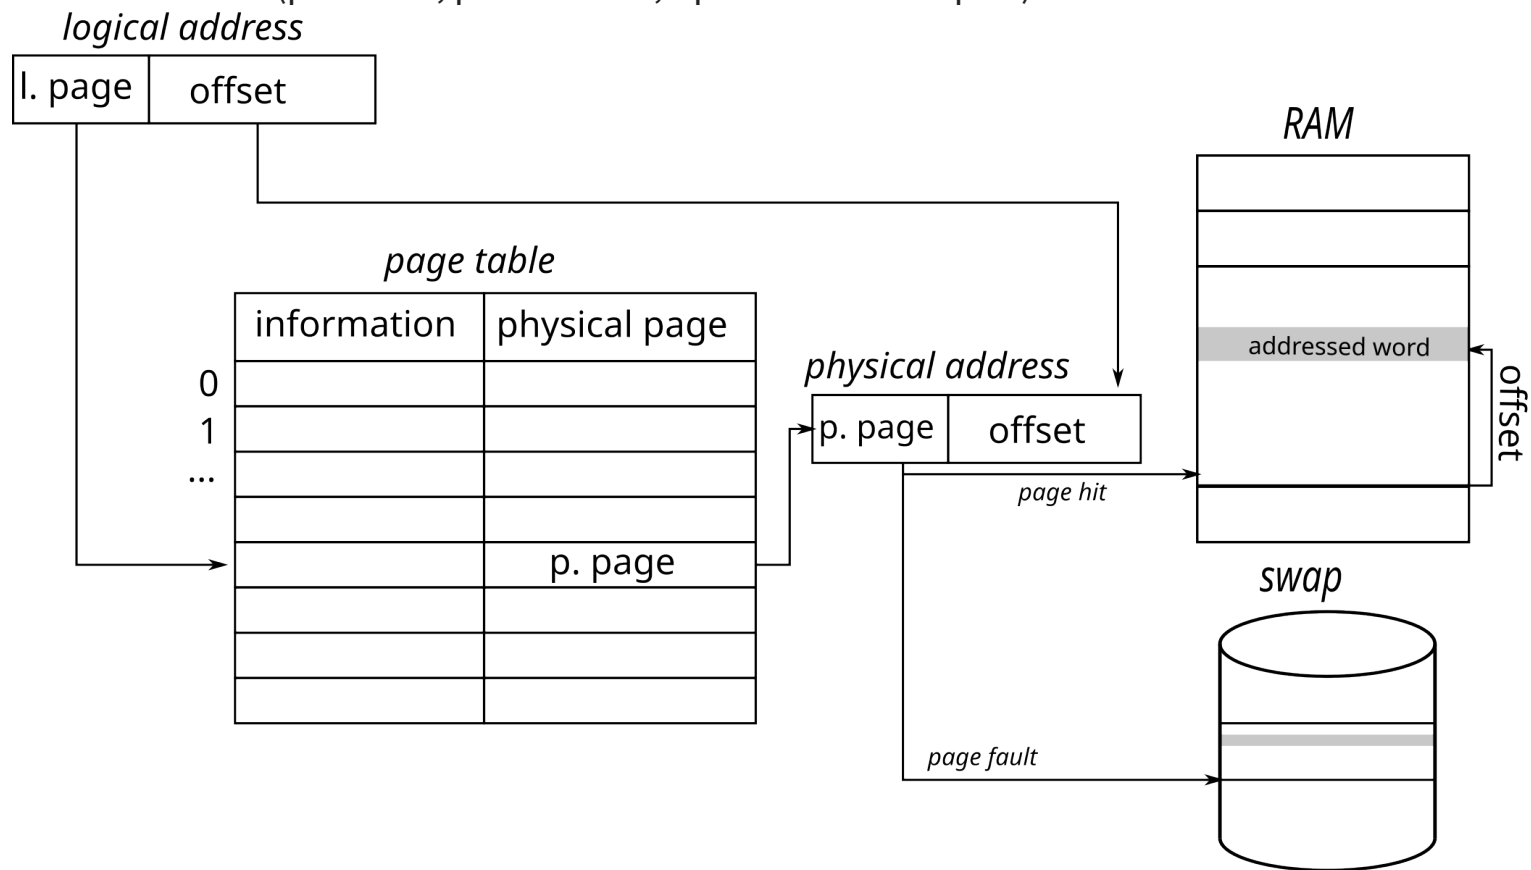 logical address
l. page
offset
RAM
page table
information
physical page
0
1
...
p. page
physical address
p. page
offset
addressed word
offset
page hit
swap
page fault